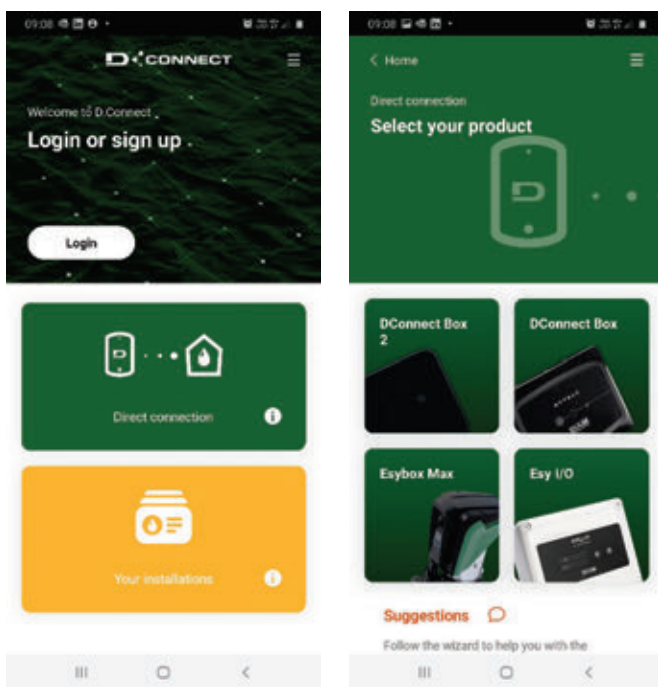 09:08
D CONNECT
Welcome to D.Connect
Login or sign up
Login
Direct connection
Your installations
09:08
< Home
Direct connection
Select your product
D
DConnect Box
2
DConnect Box
Esybox Max
Esy I/O
Suggestions
Follow the wizard to help you with the